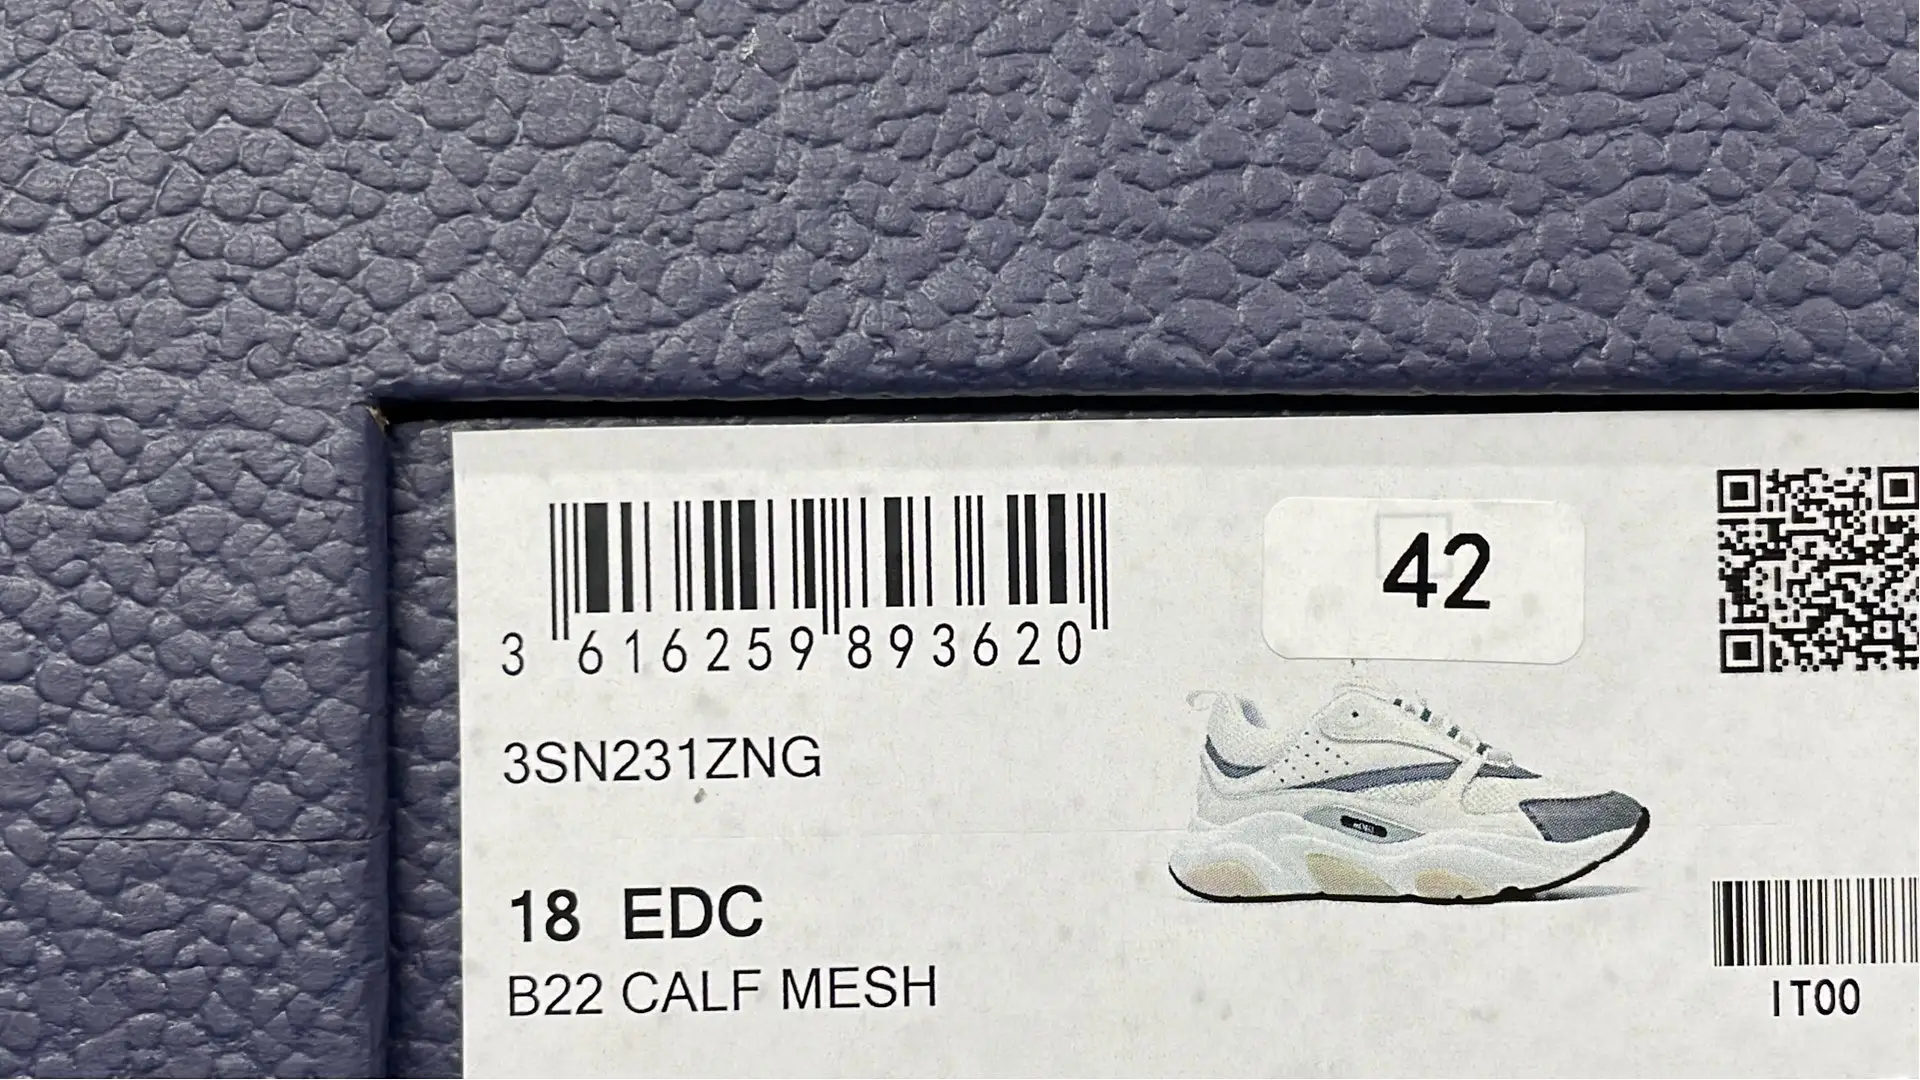 3 616259 893620
42
3SN231ZNG
18 EDC
B22 CALF MESH
IT00